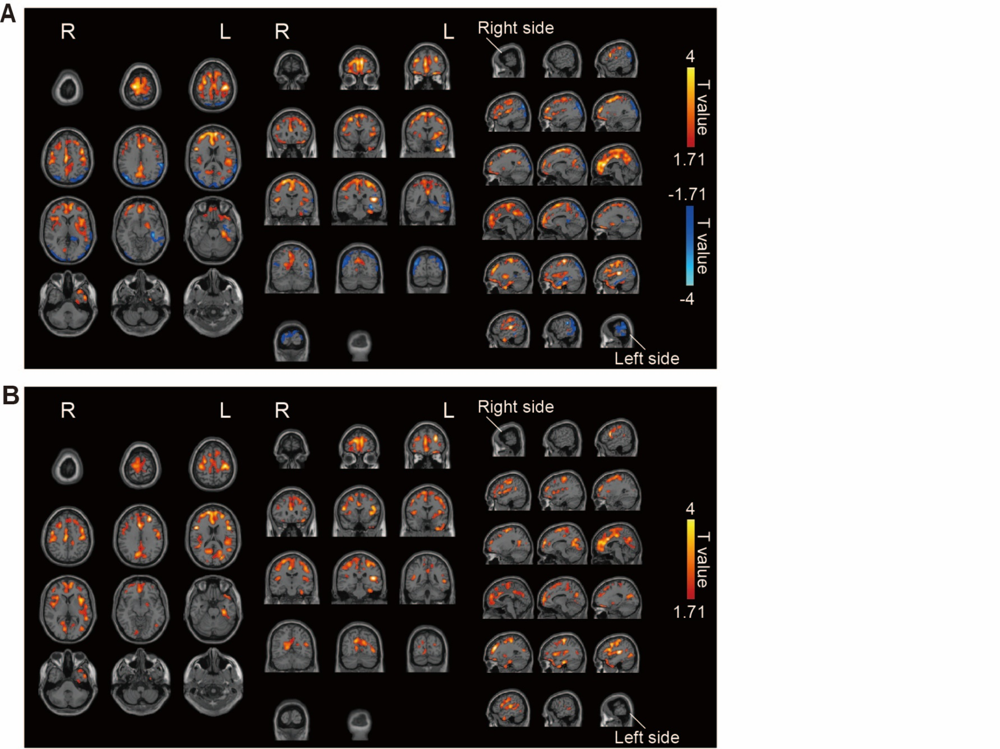 A
R
L
R
L
Right side
4
T value
1.71
-1.71
T value
-4
Left side
B
R
L
R
L
Right side
4
T value
1.71
Left side